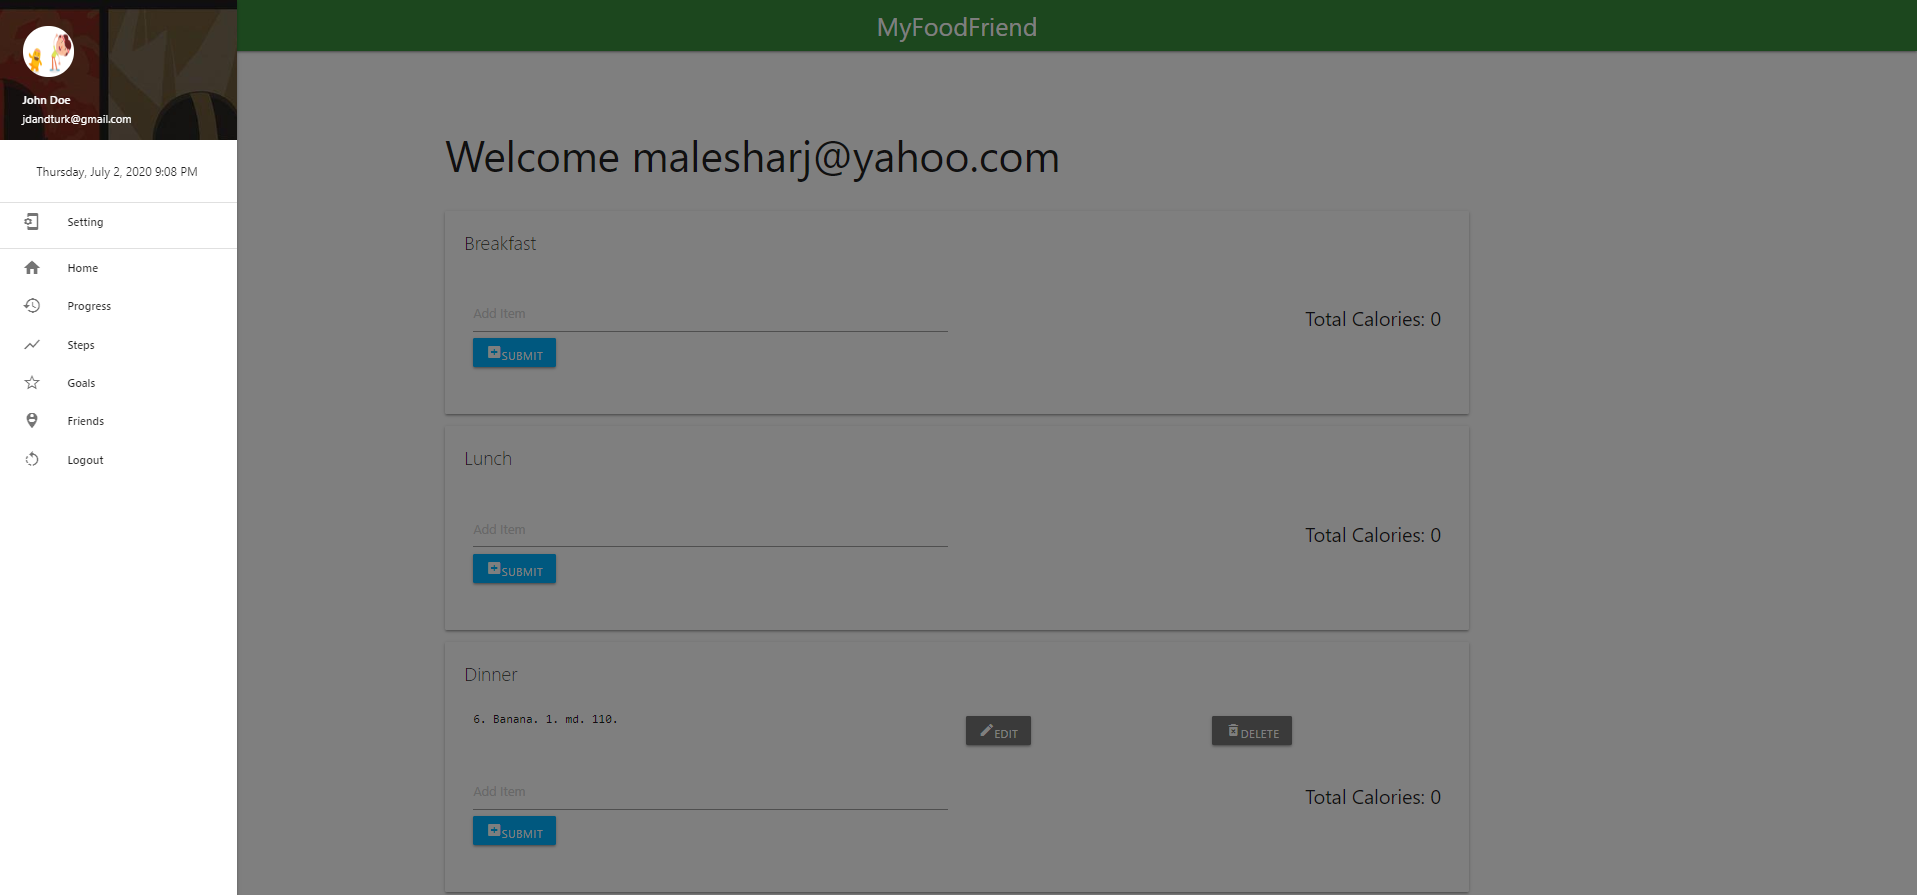 John Doe
jdandturk@gmail.com
Thursday, July 2, 2020 9:08 PM
Setting
Home
Progress
Steps
Goals
Friends
Logout
MyFoodFriend
Welcome malesharj@yahoo.com
Breakfast
Add Item
Total Calories: 0
SUBMIT
Lunch
Add Item
Total Calories: 0
SUBMIT
Dinner
6. Banana. 1. md. 110.
EDIT
DELETE
Add Item
Total Calories: 0
SUBMIT